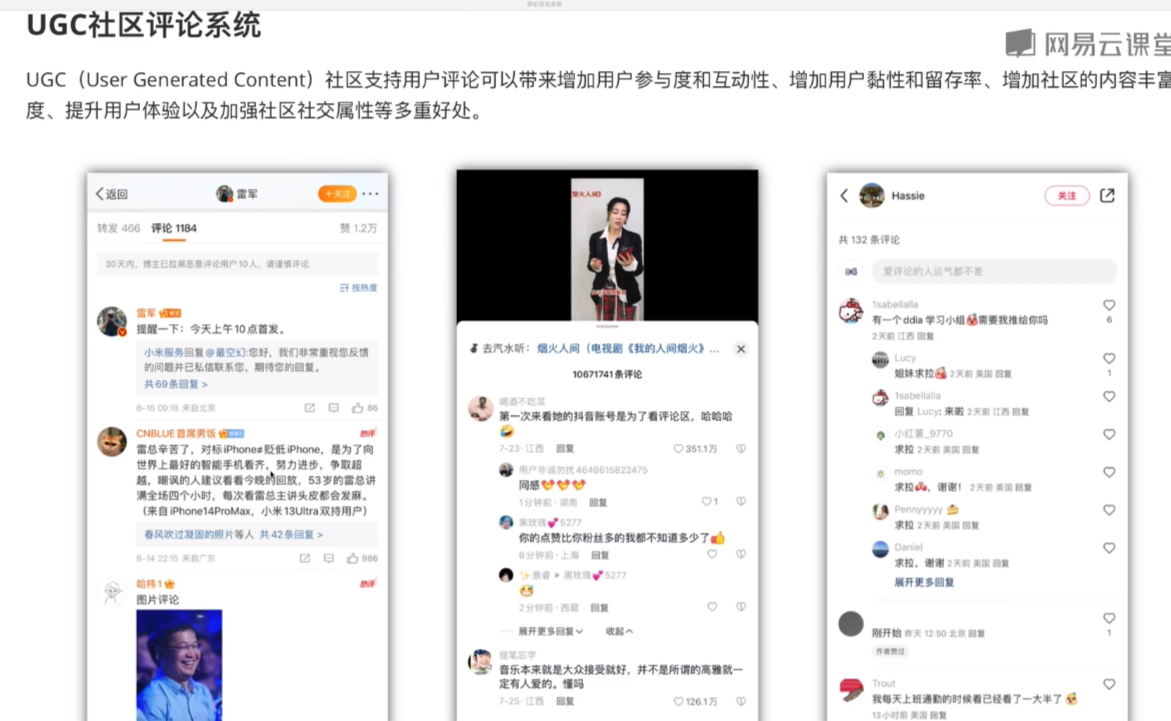 评价评论系统
UGC社区评论系统
网易云课堂
UGC（User Generated Content）社区支持用户评论可以带来增加用户参与度和互动性、增加用户黏性和留存率、增加社区的内容丰富
度、提升用户体验以及加强社区社交属性等多重好处。
返回
雷军
+关注
转发 466 评论 1184
赞 1.2万
30天内，博主已拉黑恶意评论用户10人，请谨慎评论
按热度
雷军
提醒一下：今天上午10点首发。
小米服务回复@最空幻:您好，我们非常重视您反馈
的问题并已私信联系您，期待您的回复。
共69条回复 >
8-16 09:18 来自北京
86
CNBLUE首席男饭
热评
雷总辛苦了，对标iPhone≠贬低iPhone，是为了向
世界上最好的智能手机看齐，努力进步，争取超
越，嘲讽的人建议看看今晚的回放，53岁的雷总讲
满全场四个小时，每次看雷总主讲头皮都会发麻。
（来自iPhone14ProMax，小米13Ultra双持用户）
春风吹过凝固的照片等人 共42条回复 >
8-14 22:15 来自广东
986
哈祎1
热评
图片评论
烟火人间》
去汽水听： 烟火人间（电视剧《我的人间烟火》...
10671741条评论
喝酒不吃菜
第一次来看她的抖音账号是为了看评论区，哈哈哈
7-23·江西 回复
351.1万
用户非诚勿扰4649615822475
同感
1分钟前·湖南 回复
1
黑玫瑰💕5277
你的点赞比你粉丝多的我都不知道多少了👍
6分钟前·上海 回复
✨景睿 ▸ 黑玫瑰💕5277
2分钟前·西藏 回复
展开更多回复 收起
提笔忘字
音乐本来就是大众接受就好，并不是所谓的高雅就一
定有人爱的。懂吗
7-25·江西 回复
126.1万
Hassie
关注
共 132 条评论
爱评论的人运气都不差
1sabellalla
有一个ddia 学习小组需要我推给你吗
6
2天前 江西 回复
Lucy
姐妹求拉 2天前 美国 回复
1
1sabellalla
回复 Lucy: 来啦 2天前 江西 回复
小红薯_9770
求拉 2天前 美国 回复
momo
求拉，谢谢！ 2天前 美国 回复
Pennyyyyy
求拉 2天前 美国 回复
Daniel
求拉，谢谢 2天前 美国 回复
展开更多回复
刚开始 昨天 12:50 北京 回复
1
作者赞过
Trout
我每天上班通勤的时候看已经看了一大半了
13小时前 美国 回复